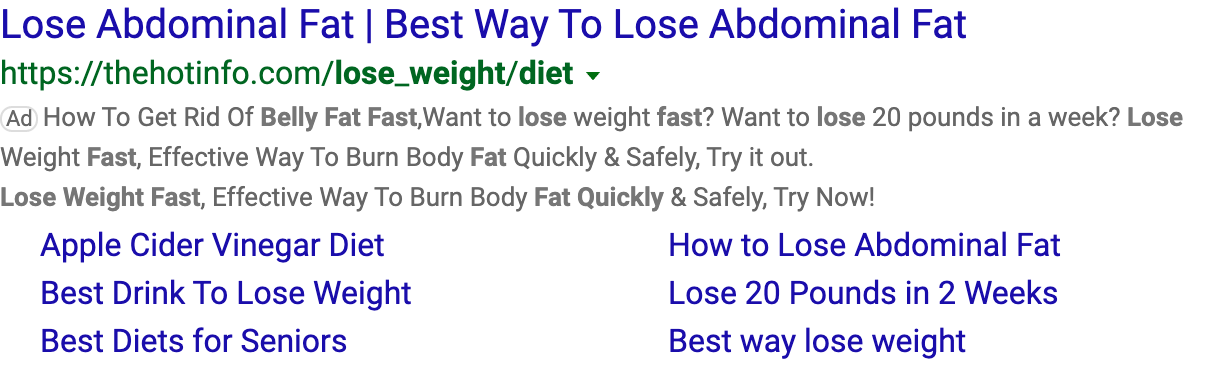 Lose Abdominal Fat | Best Way To Lose Abdominal Fat
https://thehotinfo.com/lose_weight/diet
Ad How To Get Rid Of Belly Fat Fast,Want to lose weight fast? Want to lose 20 pounds in a week? Lose
Weight Fast, Effective Way To Burn Body Fat Quickly & Safely, Try it out.
Lose Weight Fast, Effective Way To Burn Body Fat Quickly & Safely, Try Now!
Apple Cider Vinegar Diet
How to Lose Abdominal Fat
Best Drink To Lose Weight
Lose 20 Pounds in 2 Weeks
Best Diets for Seniors
Best way lose weight